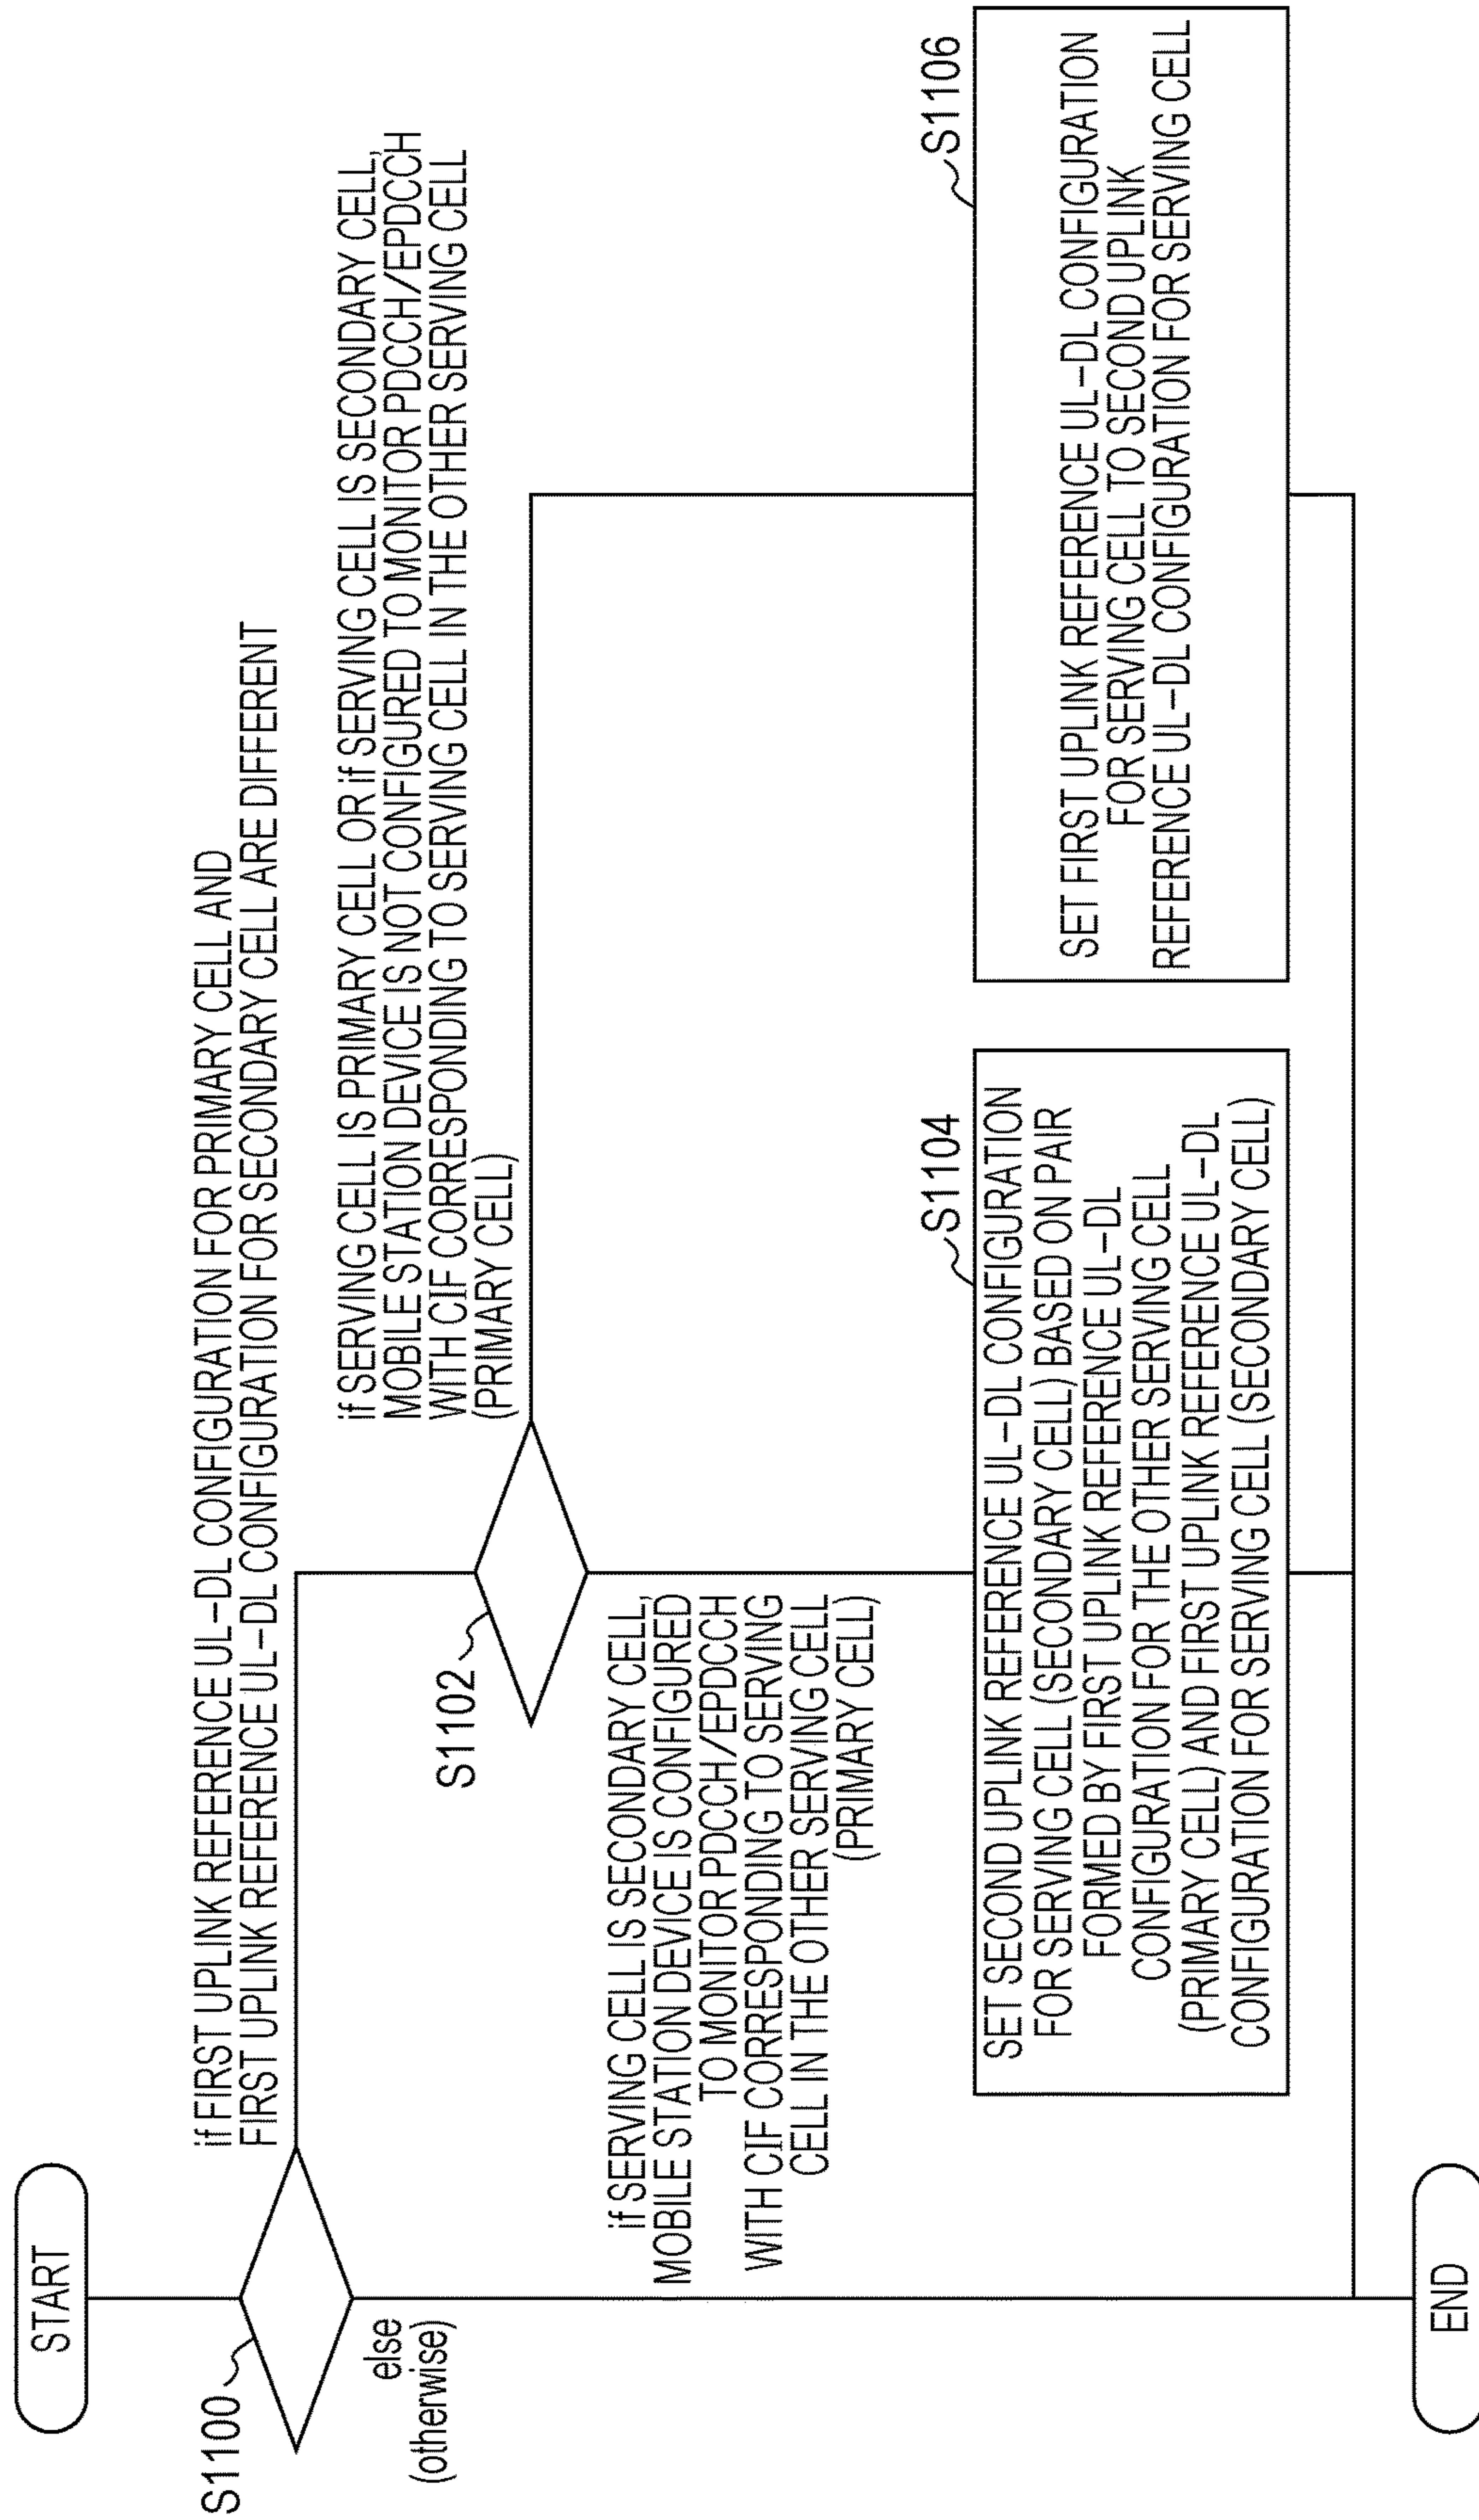 START
S1100
if FIRST UPLINK REFERENCE UL-DL CONFIGURATION FOR PRIMARY CELL AND
FIRST UPLINK REFERENCE UL-DL CONFIGURATION FOR SECONDARY CELL ARE DIFFERENT
else
(otherwise)
S1102
if SERVING CELL IS PRIMARY CELL OR if SERVING CELL IS SECONDARY CELL,
MOBILE STATION DEVICE IS NOT CONFIGURED TO MONITOR PDCCH/EPDCCH
WITH CIF CORRESPONDING TO SERVING CELL IN THE OTHER SERVING CELL
(PRIMARY CELL)
if SERVING CELL IS SECONDARY CELL,
MOBILE STATION DEVICE IS CONFIGURED
TO MONITOR PDCCH/EPDCCH
WITH CIF CORRESPONDING TO SERVING
CELL IN THE OTHER SERVING CELL
(PRIMARY CELL)
S1104
SET SECOND UPLINK REFERENCE UL-DL CONFIGURATION
FOR SERVING CELL (SECONDARY CELL) BASED ON PAIR
FORMED BY FIRST UPLINK REFERENCE UL-DL
CONFIGURATION FOR THE OTHER SERVING CELL
(PRIMARY CELL) AND FIRST UPLINK REFERENCE UL-DL
CONFIGURATION FOR SERVING CELL (SECONDARY CELL)
S1106
SET FIRST UPLINK REFERENCE UL-DL CONFIGURATION
FOR SERVING CELL TO SECOND UPLINK
REFERENCE UL-DL CONFIGURATION FOR SERVING CELL
END